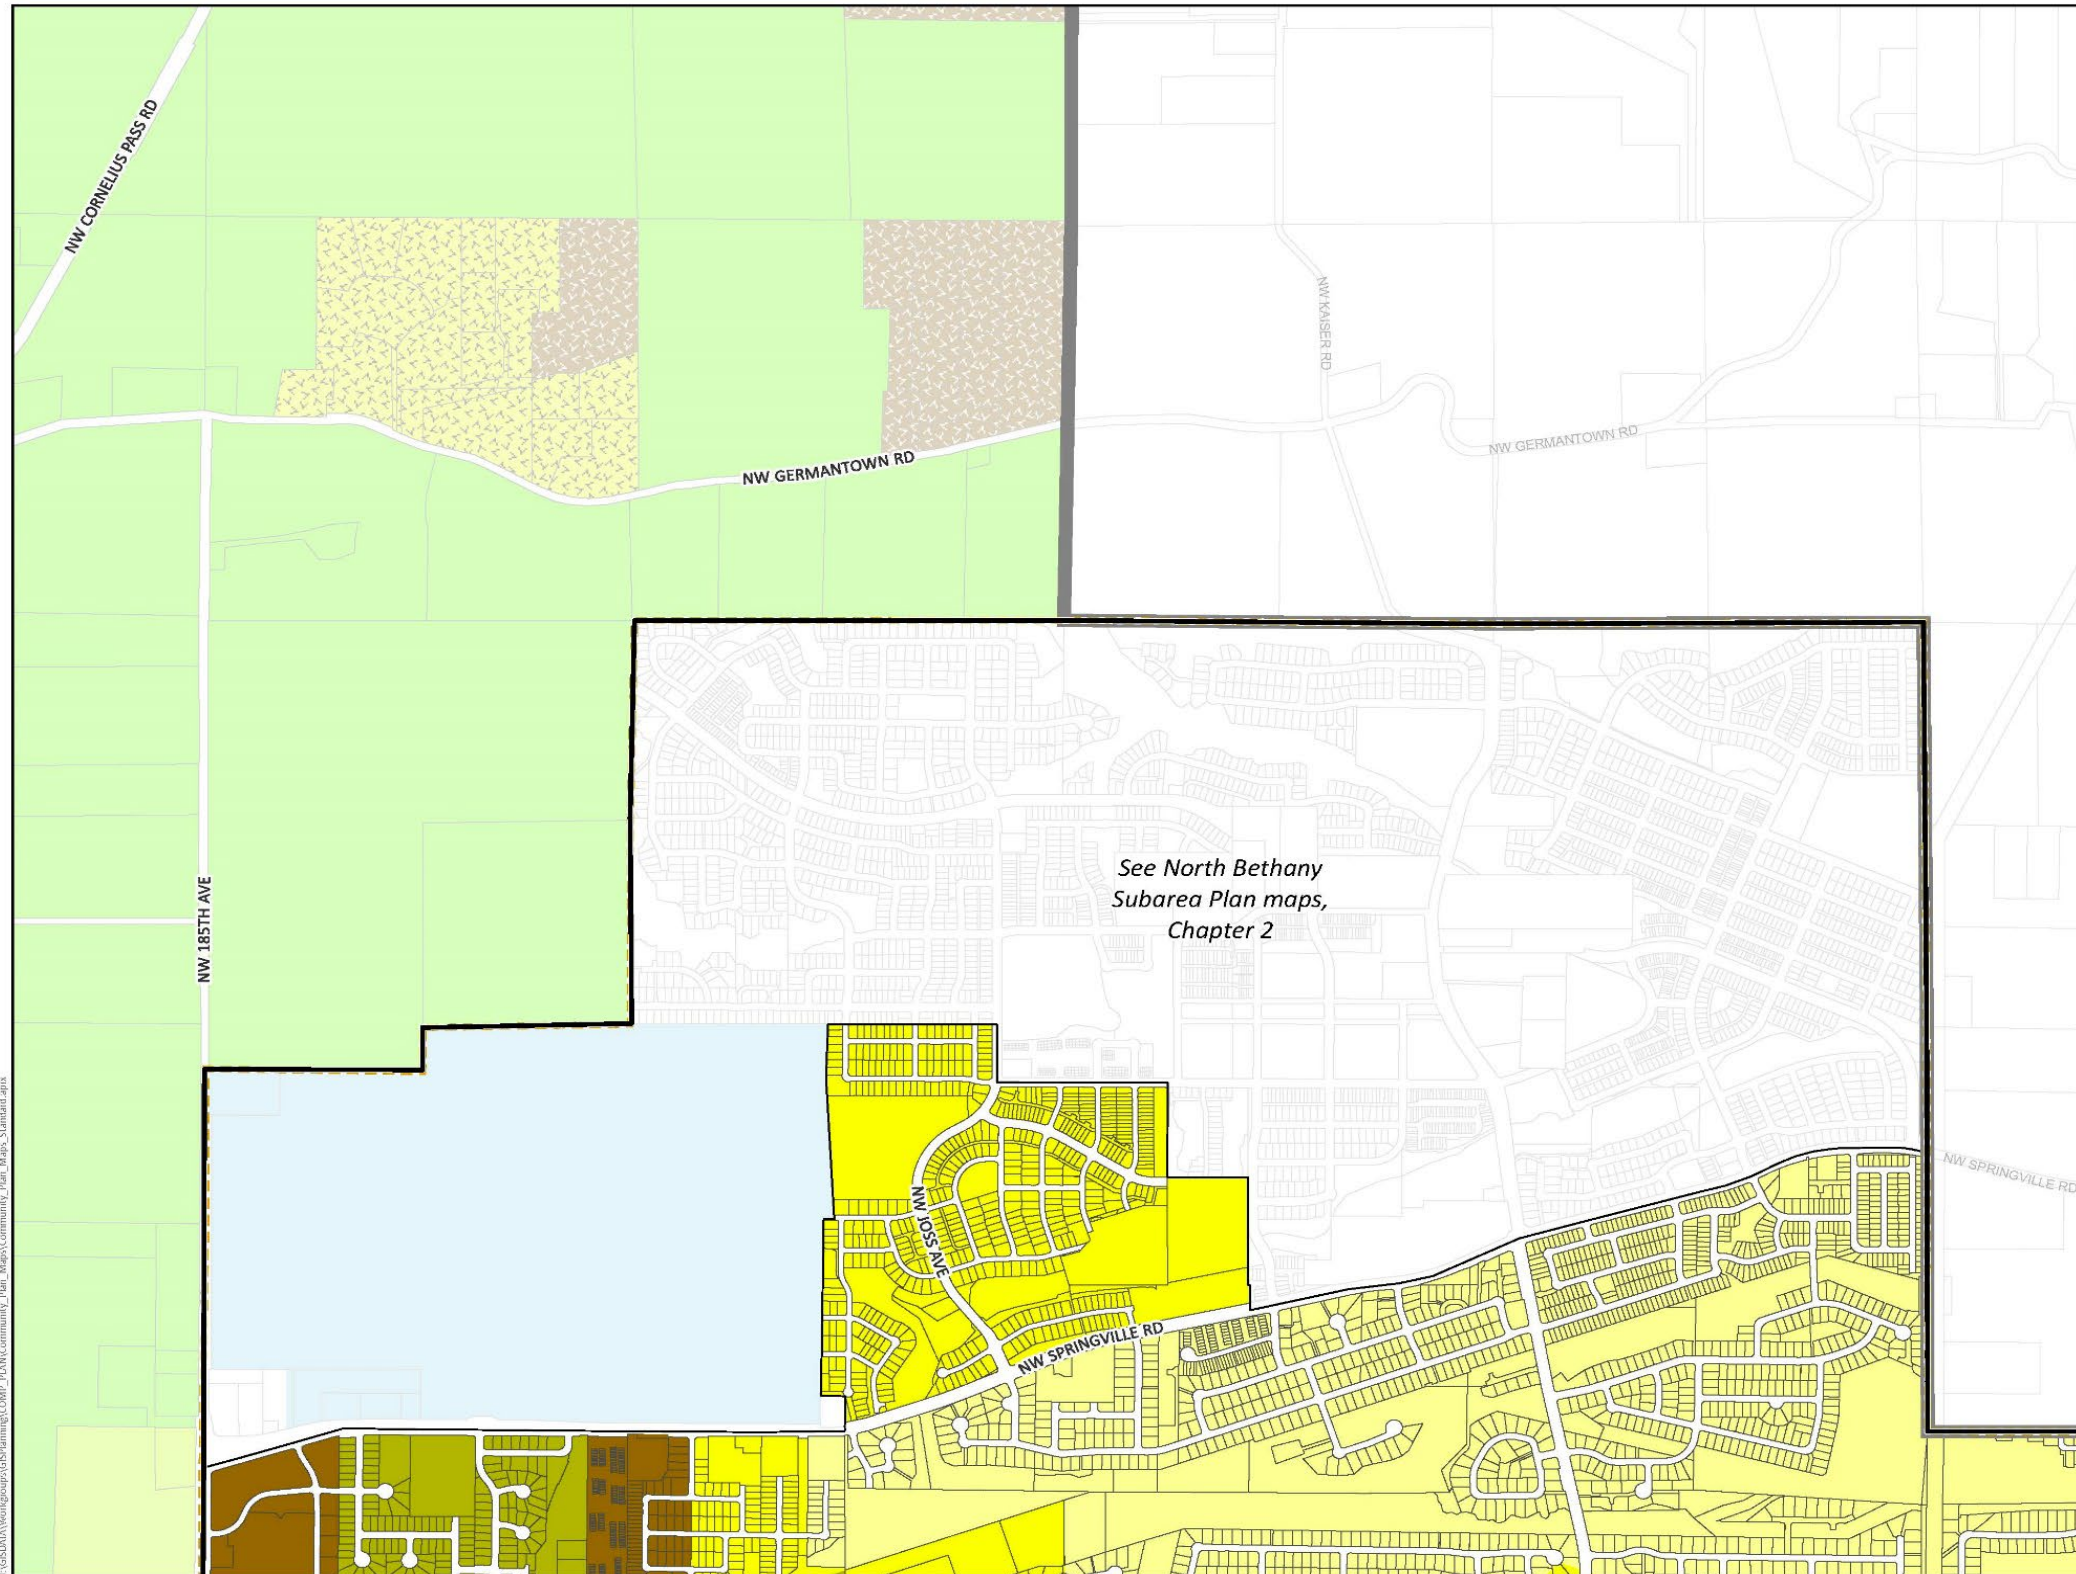 NW CORNELIUS PASS RD
NW KAISER RD
NW GERMANTOWN RD
NW GERMANTOWN RD
See North Bethany
Subarea Plan maps,
Chapter 2
NW 185TH AVE
NW SPRINGVILLE RD
NW JOSS AVE
NW SPRINGVILLE RD